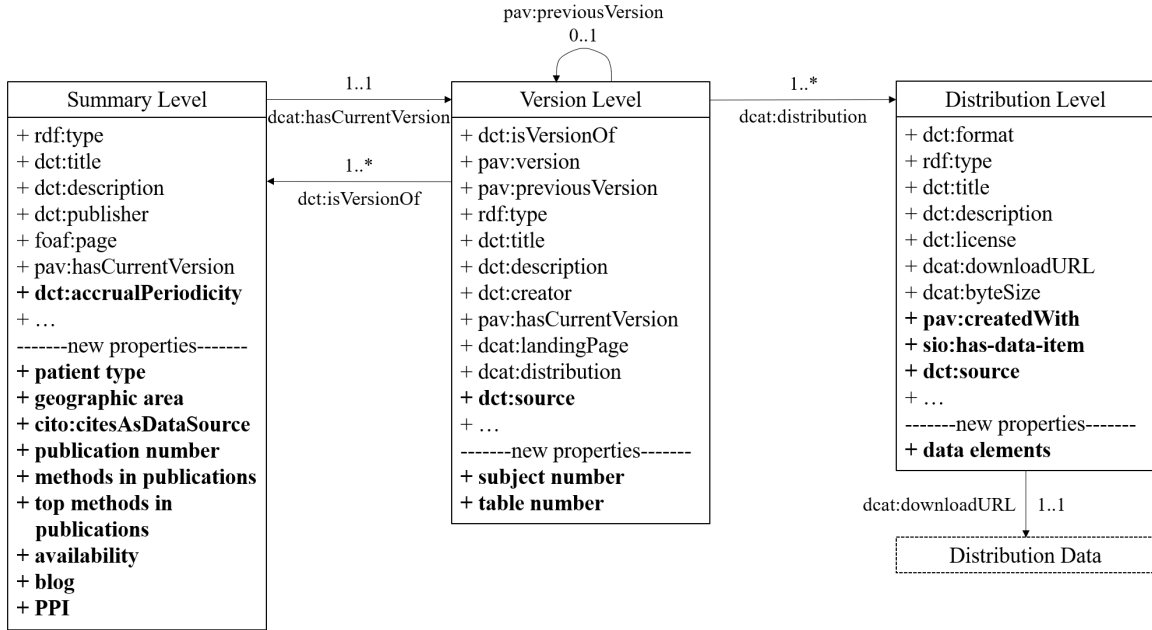 pav:previousVersion
0..1
Summary Level
+ rdf:type
+ dct:title
+ dct:description
+ dct:publisher
+ foaf:page
+ pav:hasCurrentVersion
+ dct:accrualPeriodicity
+ …
-------new properties-------
+ patient type
+ geographic area
+ cito:citesAsDataSource
+ publication number
+ methods in publications
+ top methods in
publications
+ availability
+ blog
+ PPI
1..1
dcat:hasCurrentVersion
1..*
dct:isVersionOf
Version Level
+ dct:isVersionOf
+ pav:version
+ pav:previousVersion
+ rdf:type
+ dct:title
+ dct:description
+ dct:creator
+ pav:hasCurrentVersion
+ dcat:landingPage
+ dcat:distribution
+ dct:source
+ …
-------new properties-------
+ subject number
+ table number
1..*
dcat:distribution
Distribution Level
+ dct:format
+ rdf:type
+ dct:title
+ dct:description
+ dct:license
+ dcat:downloadURL
+ dcat:byteSize
+ pav:createdWith
+ sio:has-data-item
+ dct:source
+ …
-------new properties-------
+ data elements
dcat:downloadURL 1..1
Distribution Data